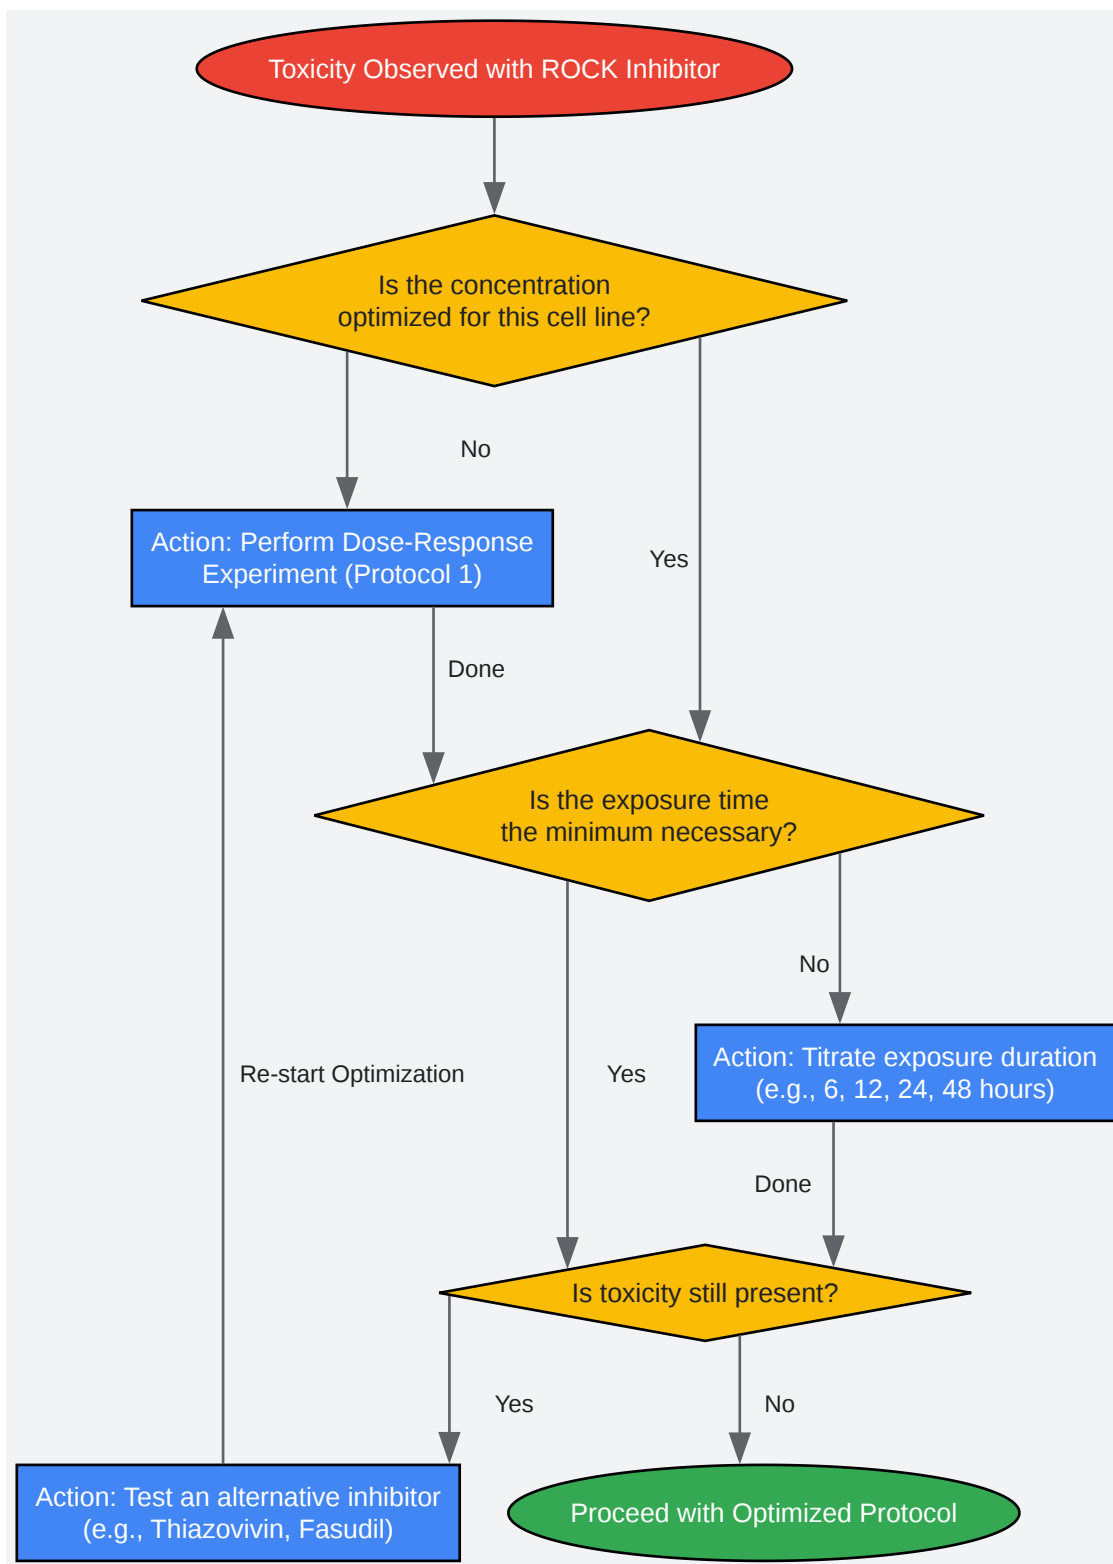 Toxicity Observed with ROCK Inhibitor
Is the concentration
optimized for this cell line?
No
Action: Perform Dose-Response
Experiment (Protocol 1)
Yes
Done
Is the exposure time
the minimum necessary?
No
Action: Titrate exposure duration
(e.g., 6, 12, 24, 48 hours)
Re-start Optimization
Yes
Done
Is toxicity still present?
Yes
No
Action: Test an alternative inhibitor
(e.g., Thiazovivin, Fasudil)
Proceed with Optimized Protocol